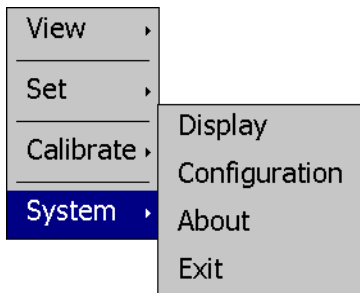 View
Set
Calibrate
System
Display
Configuration
About
Exit